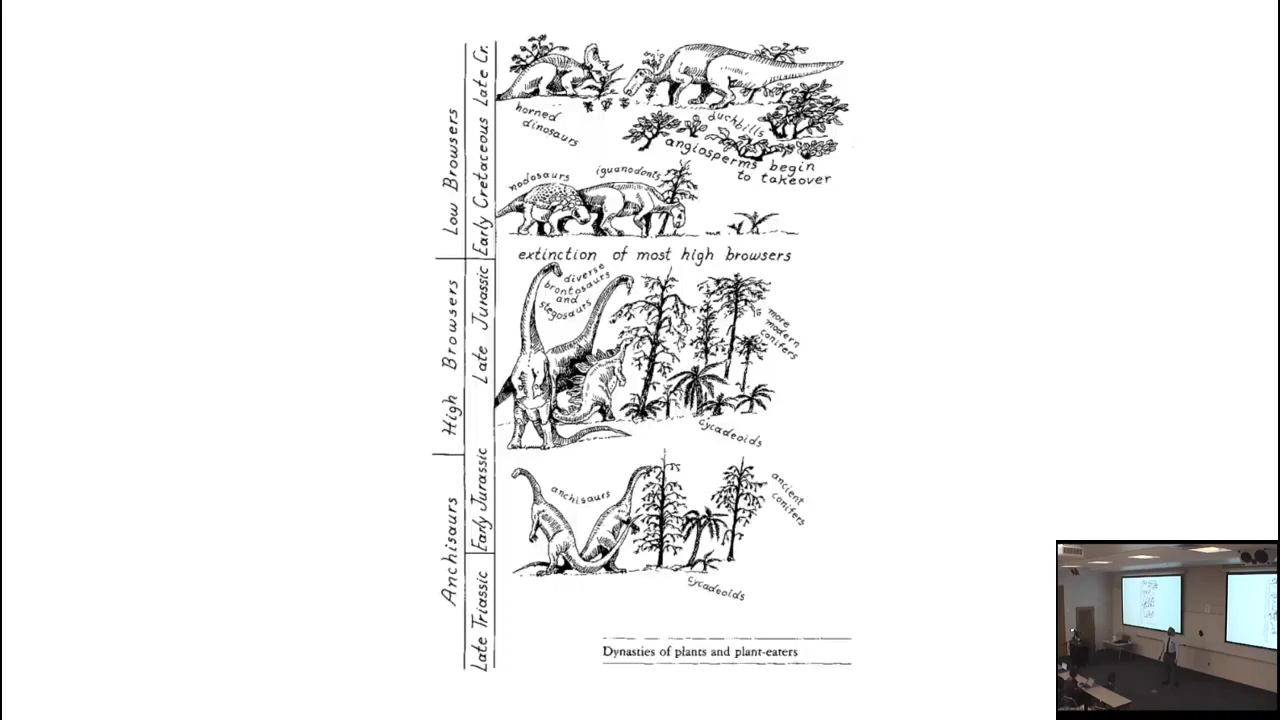 Late Cr.
horned
dinosaurs
duckbills
angiosperms begin
to takeover
Low Browsers
Early Cretaceous
nodosaurs
iguanodonts
extinction of most high browsers
High Browsers
Late Jurassic
diverse
brontosaurs
and
stegosaurs
more
modern
conifers
cycadeoids
Anchisaurs
Early Jurassic
anchisaurs
ancient
conifers
cycadeoids
Late Triassic
Dynasties of plants and plant-eaters